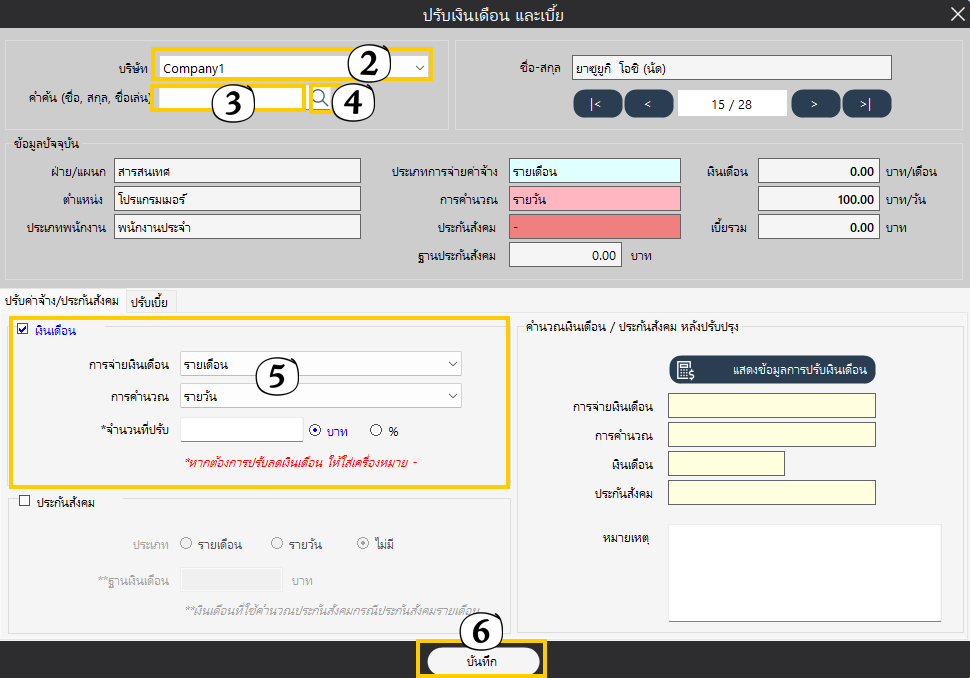 ปรับเงินเดือน และเบี้ย
บริษัท Company1 2
คำค้น (ชื่อ, สกุล, ชื่อเล่น) 3 4
ชื่อ-สกุล ยาซูยูกิ โอชิ (นัด)
|< < 15 / 28 > >|
ข้อมูลปัจจุบัน
ฝ่าย/แผนก สารสนเทศ ประเภทการจ่ายค่าจ้าง รายเดือน เงินเดือน 0.00 บาท/เดือน
ตำแหน่ง โปรแกรมเมอร์ การคำนวณ รายวัน 100.00 บาท/วัน
ประเภทพนักงาน พนักงานประจำ ประกันสังคม - เบี้ยรวม 0.00 บาท
ฐานประกันสังคม 0.00 บาท
ปรับค่าจ้าง/ประกันสังคม ปรับเบี้ย
เงินเดือน
การจ่ายเงินเดือน รายเดือน 5
การคำนวณ รายวัน
*จำนวนที่ปรับ บาท %
*หากต้องการปรับลดเงินเดือน ให้ใส่เครื่องหมาย -
ประกันสังคม
ประเภท รายเดือน รายวัน ไม่มี
**ฐานเงินเดือน บาท
**เงินเดือนที่ใช้คำนวณประกันสังคมกรณีประกันสังคมรายเดือน
คำนวณเงินเดือน / ประกันสังคม หลังปรับปรุง
แสดงข้อมูลการปรับเงินเดือน
การจ่ายเงินเดือน
การคำนวณ
เงินเดือน
ประกันสังคม
หมายเหตุ
6
บันทึก